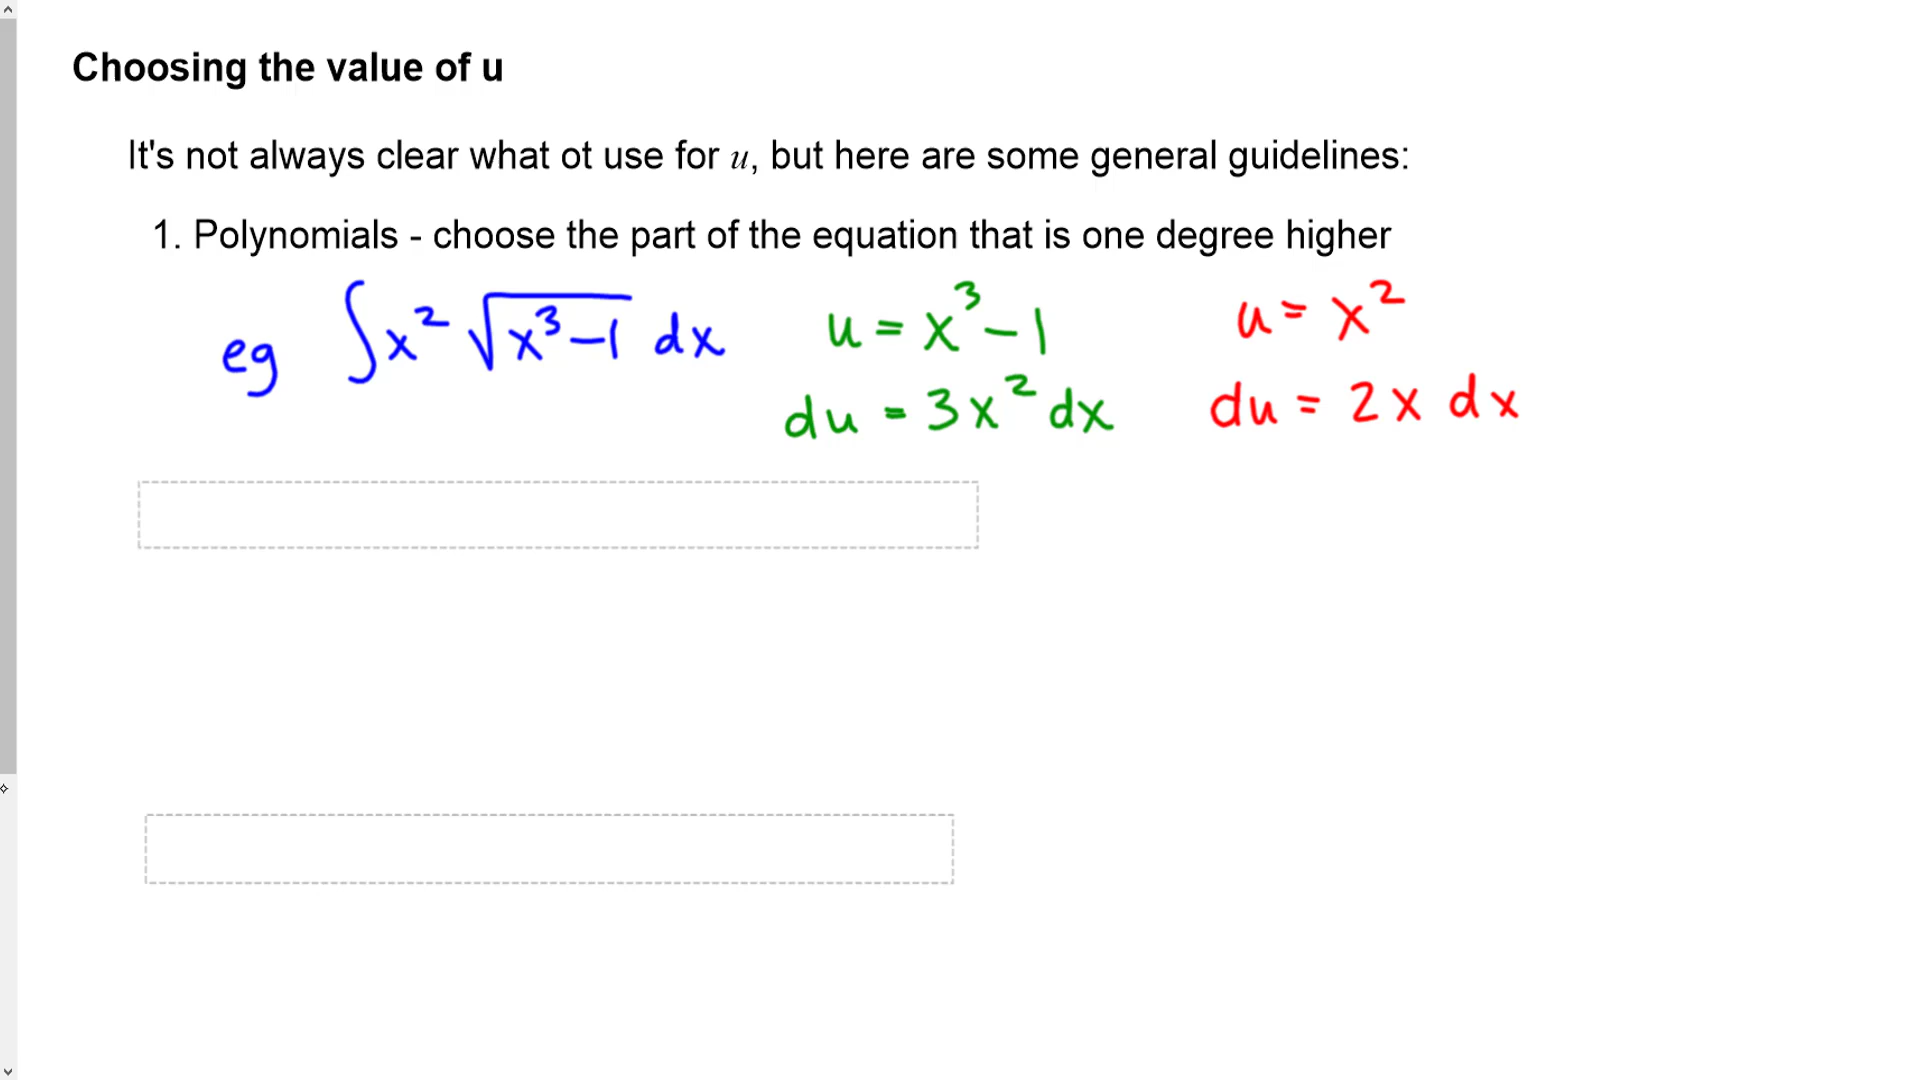 Choosing the value of u
It's not always clear what ot use for u, but here are some general guidelines:
1. Polynomials - choose the part of the equation that is one degree higher
eg ∫x²√(x³-1) dx u = x³-1 u = x²
du = 3x² dx du = 2x dx